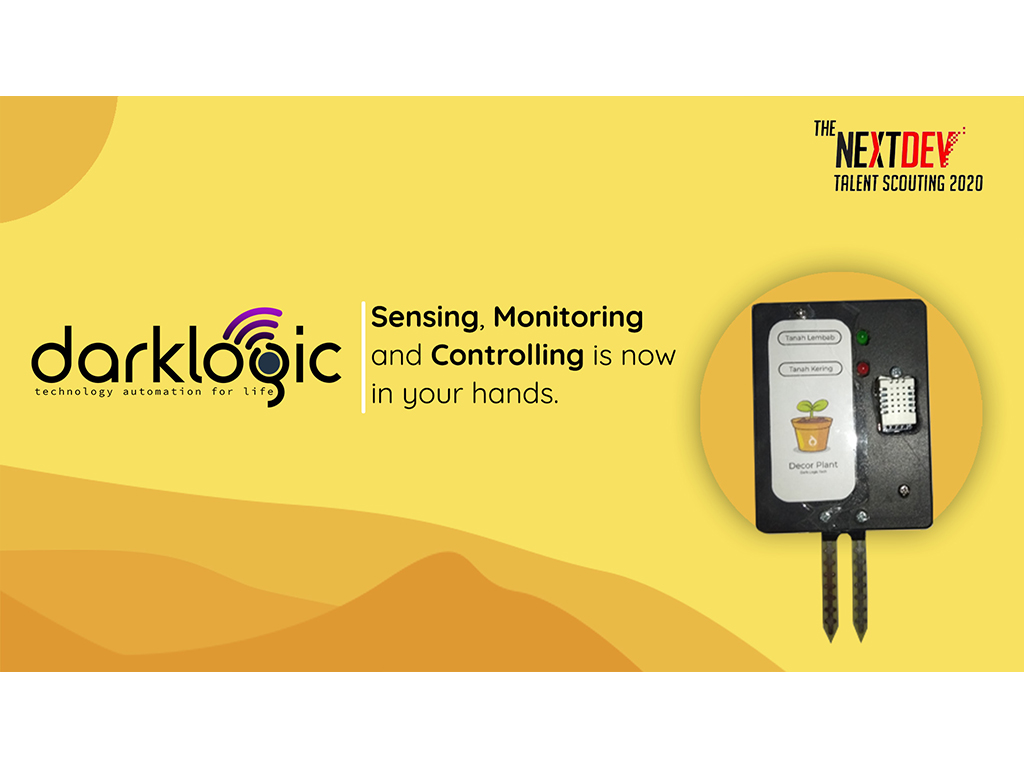 THE
NEXTDEV
TALENT SCOUTING 2020
darklogic
technology automation for life
Sensing, Monitoring
and Controlling is now
in your hands.
Tanah Lembab
Tanah Kering
Decor Plant